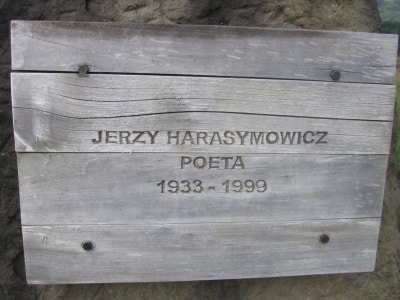 JERZY HARASYMOWICZ
POETA
1933 - 1999